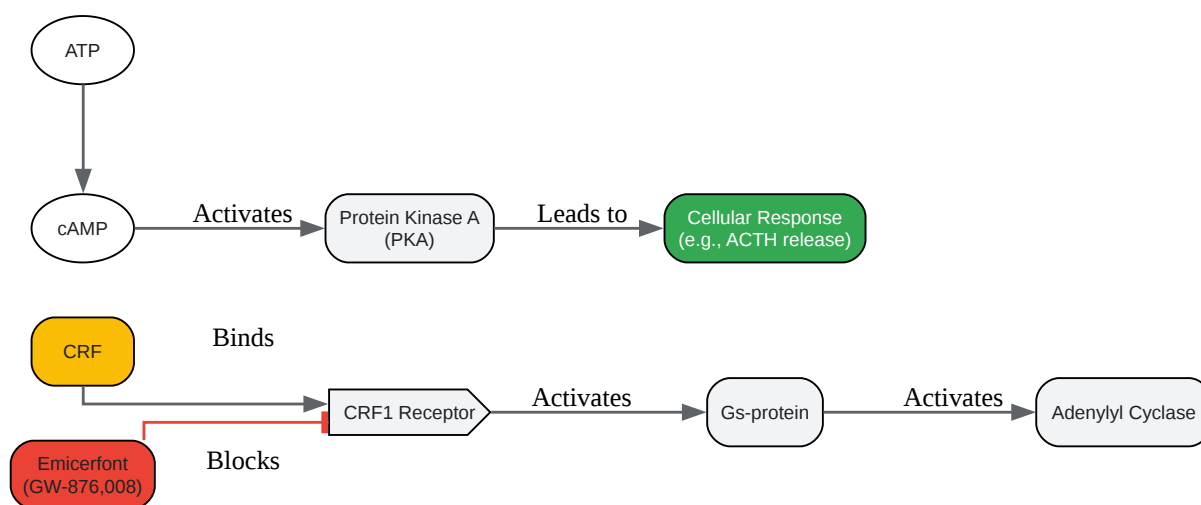 ATP
cAMP
Activates
Protein Kinase A
(PKA)
Leads to
Cellular Response
(e.g., ACTH release)
CRF
Binds
CRF1 Receptor
Activates
Gs-protein
Activates
Adenylyl Cyclase
Emicerfont
(GW-876,008)
Blocks